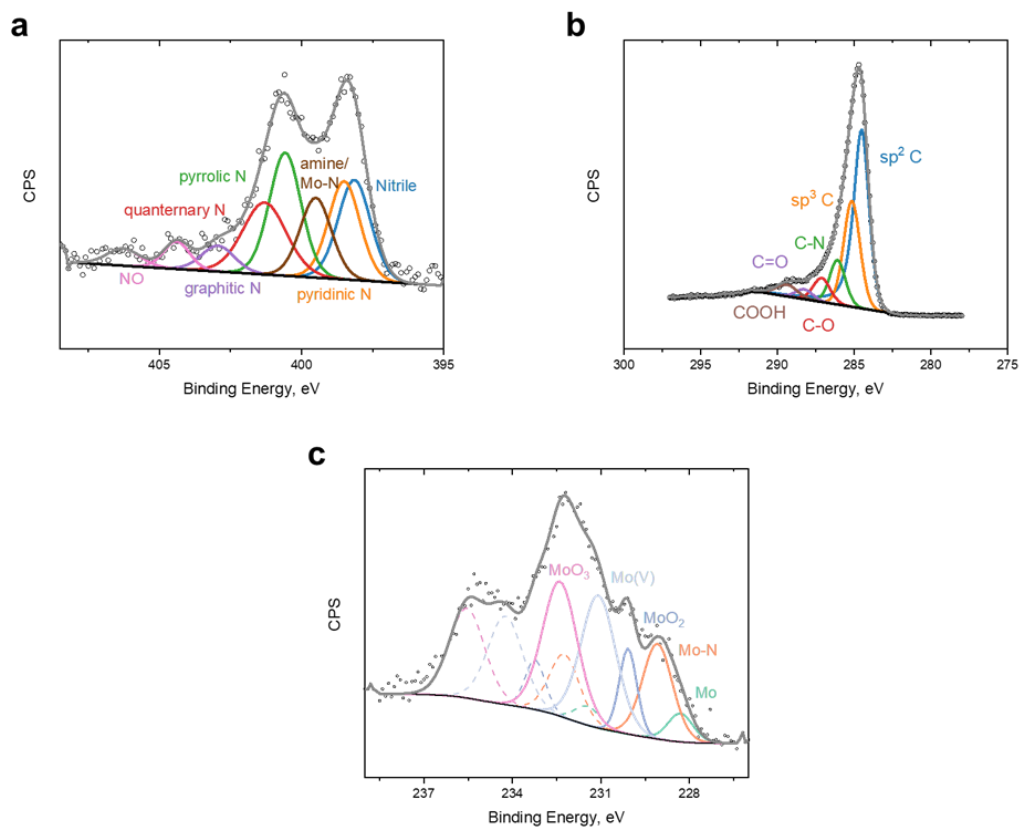 a
CPS
pyrrolic N
amine/
Mo-N
Nitrile
quanternary N
NO
graphitic N
pyridinic N
405
400
395
Binding Energy, eV
b
CPS
sp² C
sp³ C
C-N
C=O
COOH
C-O
300
295
290
285
280
275
Binding Energy, eV
c
CPS
MoO₃
Mo(V)
MoO₂
Mo-N
Mo
237
234
231
228
Binding Energy, eV